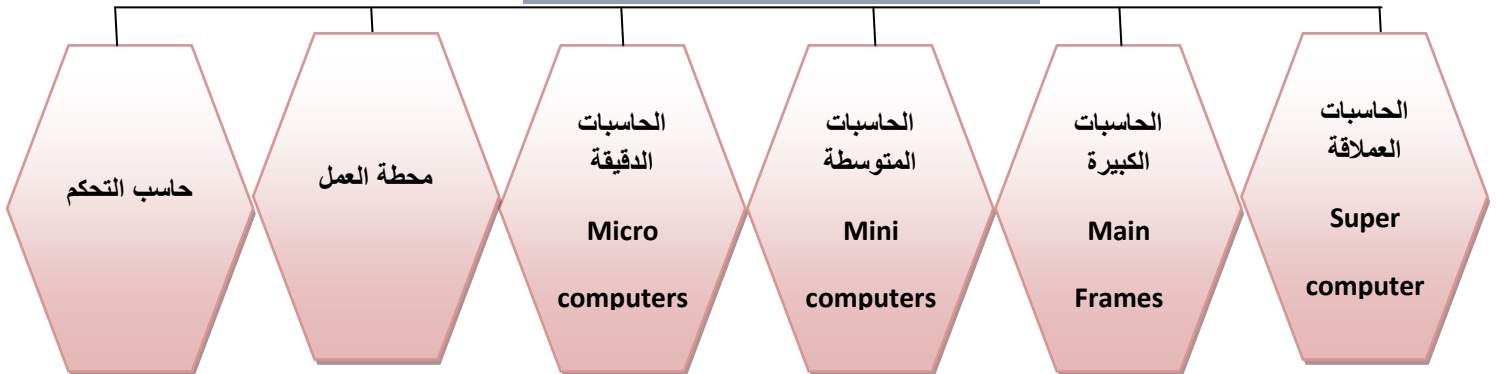 الحاسبات
العملاقة
Super
computer
الحاسبات
الكبيرة
Main
Frames
الحاسبات
المتوسطة
Mini
computers
الحاسبات
الدقيقة
Micro
computers
محطة العمل
حاسب التحكم